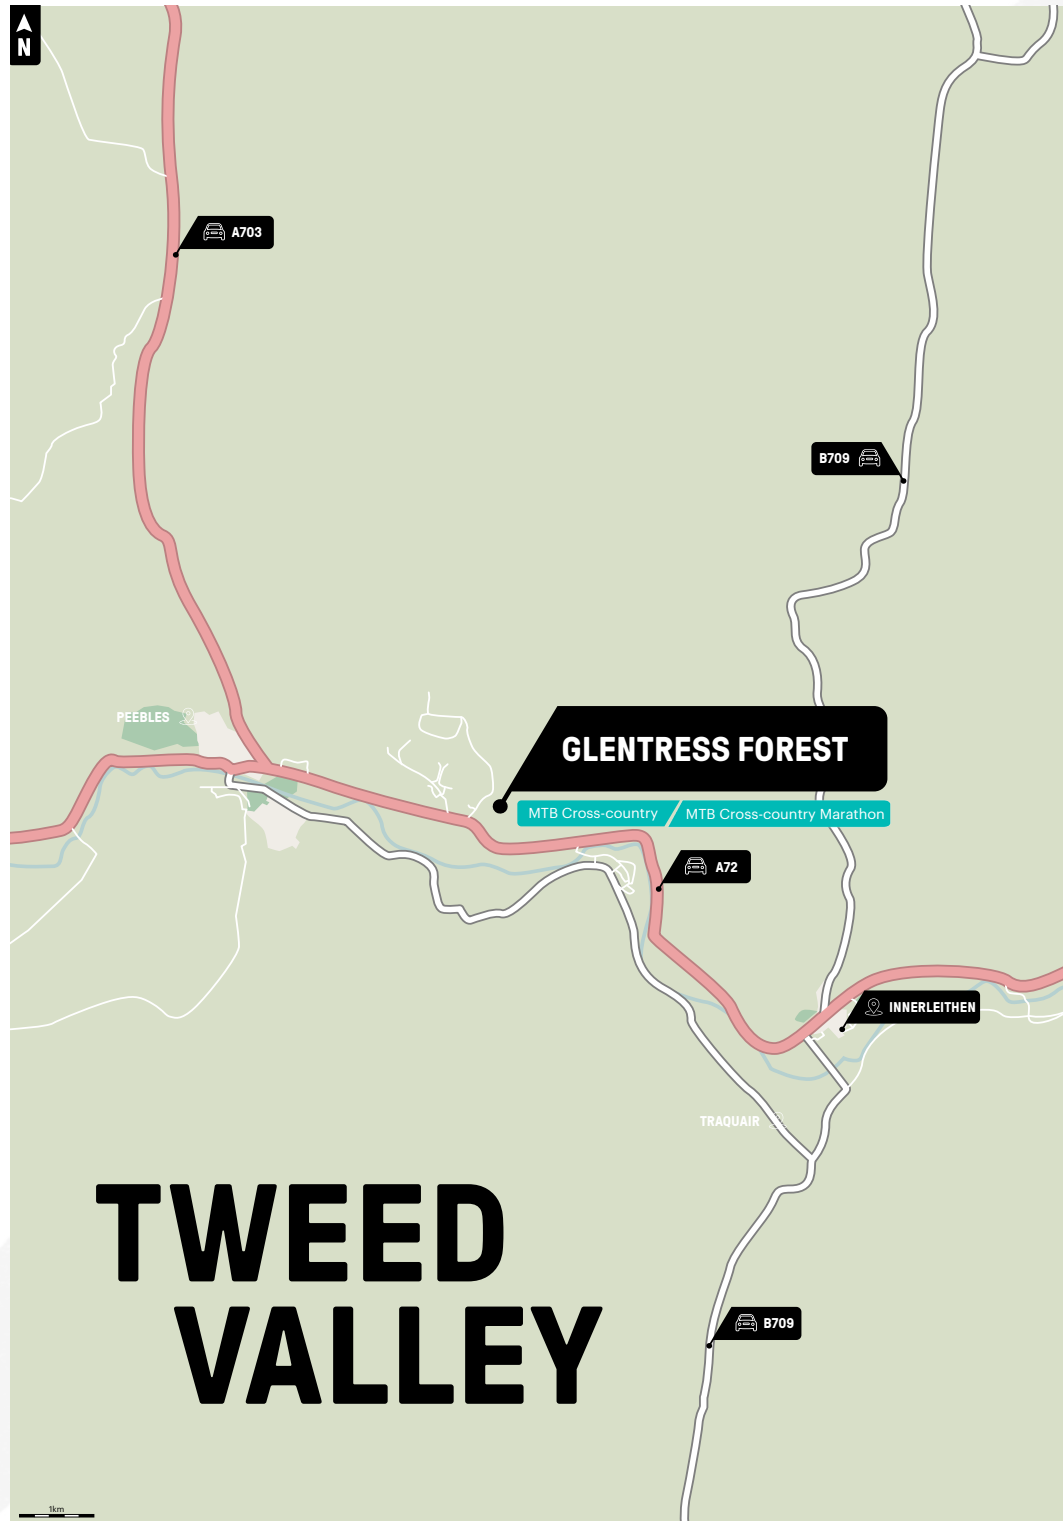 N
A703
B709
PEEBLES
GLENTRESS FOREST
MTB Cross-country
MTB Cross-country Marathon
A72
INNERLEITHEN
TRAQUAIR
TWEED
VALLEY
B709
1km